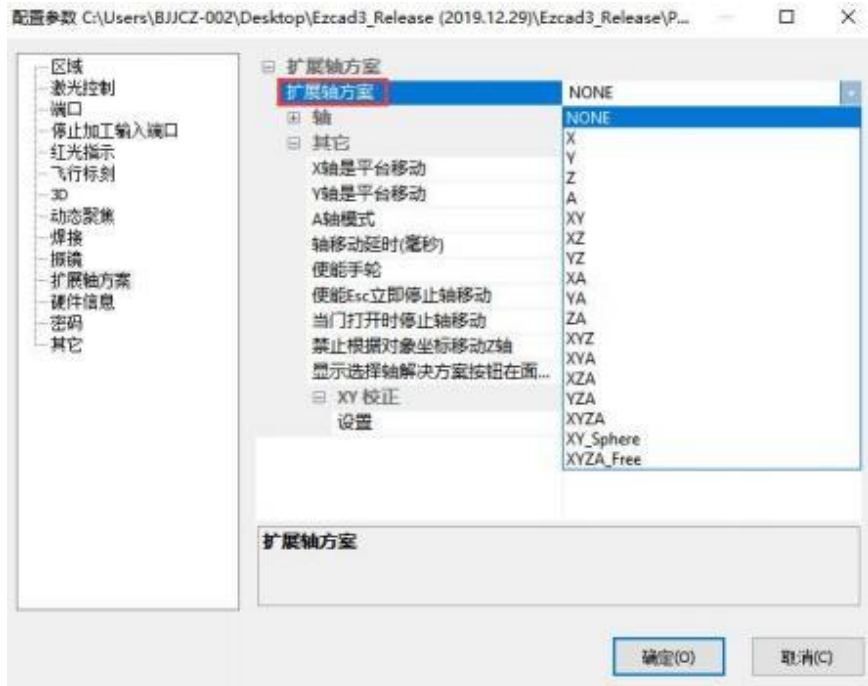 配置参数 C:\Users\BJJCZ-002\Desktop\Ezcad3_Release (2019.12.29)\Ezcad3_Release\P...
区域
激光控制
端口
停止加工输入端口
红光指示
飞行标刻
3D
动态聚焦
焊接
振镜
扩展轴方案
硬件信息
密码
其它
扩展轴方案
扩展轴方案 NONE
轴
其它
X轴是平台移动
Y轴是平台移动
A轴模式
轴移动延时(毫秒)
使能手轮
使能Esc立即停止轴移动
当门打开时停止轴移动
禁止根据对象坐标移动Z轴
显示选择轴解决方案按钮在面...
XY 校正
设置
NONE
X
Y
Z
A
XY
XZ
YZ
XA
YA
ZA
XYZ
XYA
XZA
YZA
XYZA
XY_Sphere
XYZA_Free
扩展轴方案
确定(O)
取消(C)